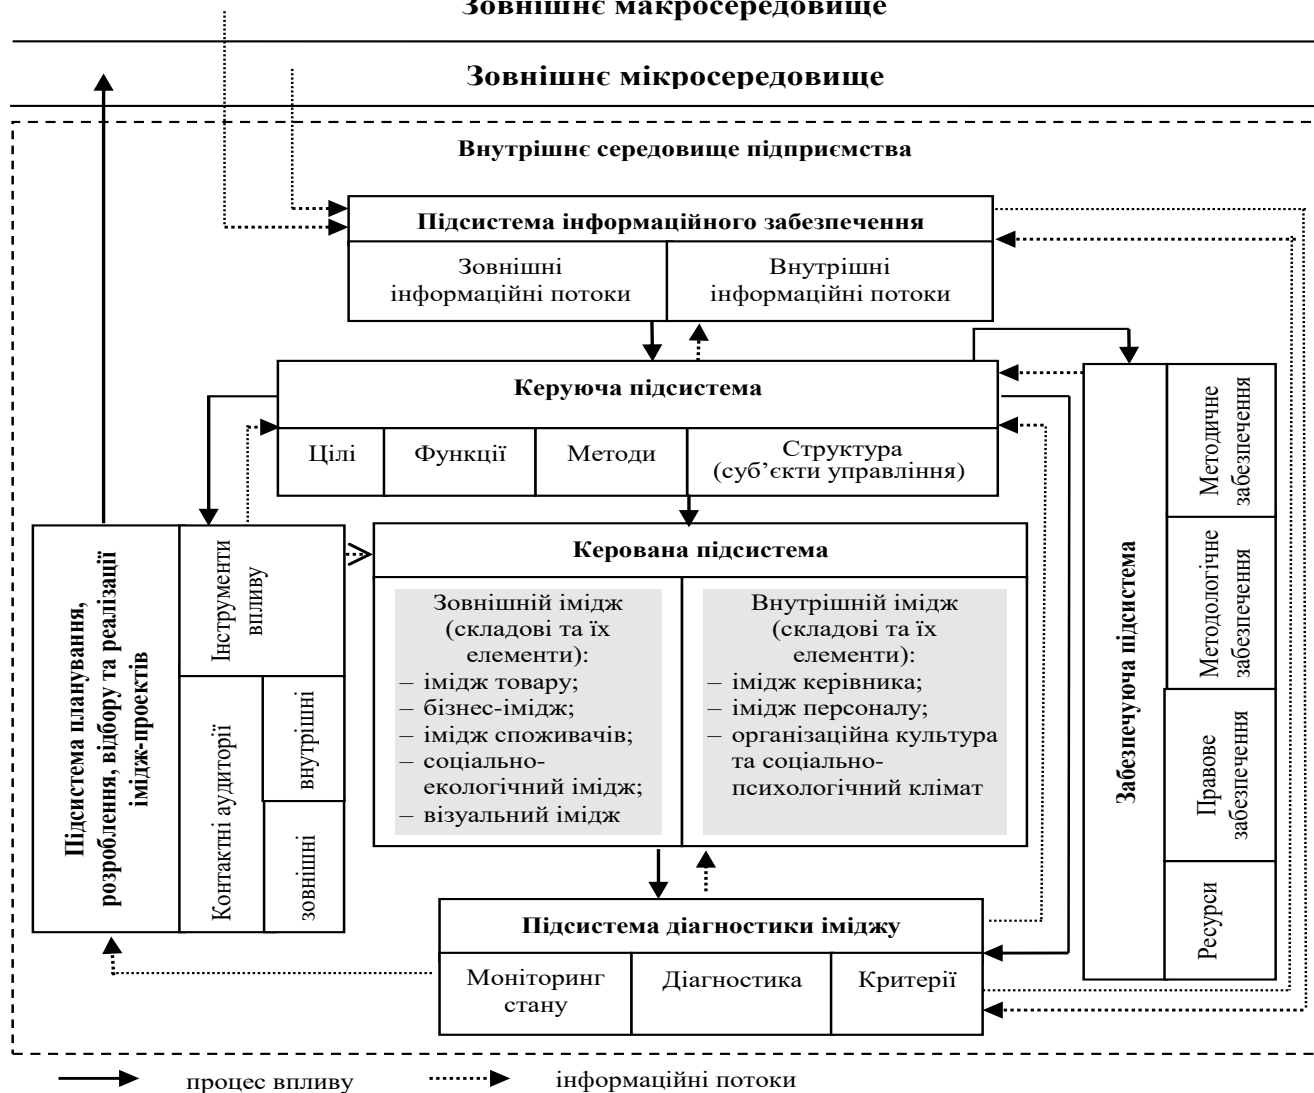 Зовнішнє макросередовище
Зовнішнє мікросередовище
Внутрішнє середовище підприємства
Підсистема інформаційного забезпечення
Зовнішні
інформаційні потоки
Внутрішні
інформаційні потоки
Керуюча підсистема
Цілі
Функції
Методи
Структура
(суб’єкти управління)
Підсистема планування,
розроблення, відбору та реалізації
імідж-проектів
Інструменти
впливу
Контактні аудиторії
внутрішні
зовнішні
Керована підсистема
Зовнішній імідж
(складові та їх
елементи):
– імідж товару;
– бізнес-імідж;
– імідж споживачів;
– соціально-
екологічний імідж;
– візуальний імідж
Внутрішній імідж
(складові та їх
елементи):
– імідж керівника;
– імідж персоналу;
– організаційна культура
та соціально-
психологічний клімат
Забезпечуюча підсистема
Методичне
забезпечення
Методологічне
забезпечення
Правове
забезпечення
Ресурси
Підсистема діагностики іміджу
Моніторинг
стану
Діагностика
Критерії
процес впливу
інформаційні потоки